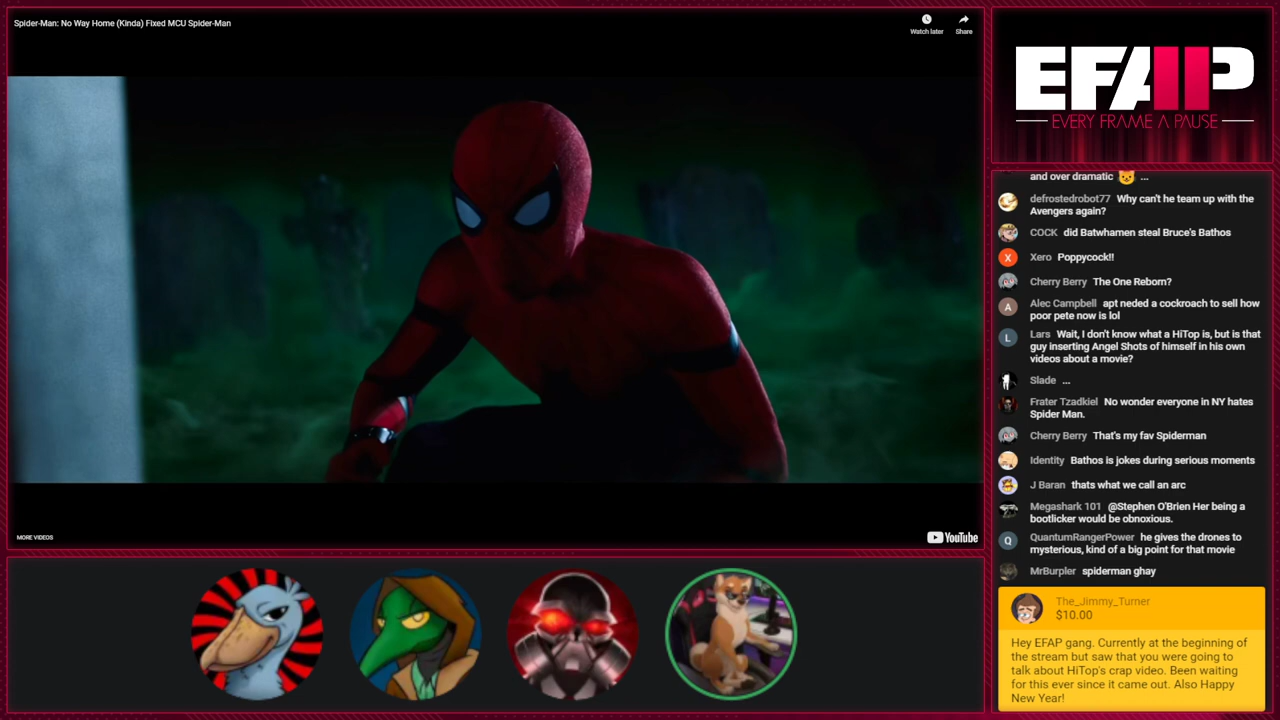 Spider-Man: No Way Home (Kinda) Fixed MCU Spider-Man
Watch later
Share
MORE VIDEOS
YouTube
EFAP
EVERY FRAME A PAUSE
and over dramatic 😺 ...
defrostedrobot77 Why can't he team up with the
Avengers again?
COCK did Batwhamen steal Bruce's Bathos
X
Xero Poppycock!!
Cherry Berry The One Reborn?
A
Alec Campbell apt neded a cockroach to sell how
poor pete now is lol
L
Lars Wait, I don't know what a HiTop is, but is that
guy inserting Angel Shots of himself in his own
videos about a movie?
Slade ...
Frater Tzadkiel No wonder everyone in NY hates
Spider Man.
Cherry Berry That's my fav Spiderman
Identity Bathos is jokes during serious moments
J Baran thats what we call an arc
Megashark 101 @Stephen O'Brien Her being a
bootlicker would be obnoxious.
Q
QuantumRangerPower he gives the drones to
mysterious, kind of a big point for that movie
MrBurpler spiderman ghay
The_Jimmy_Turner
$10.00
Hey EFAP gang. Currently at the beginning of
the stream but saw that you were going to
talk about HiTop's crap video. Been waiting
for this ever since it came out. Also Happy
New Year!